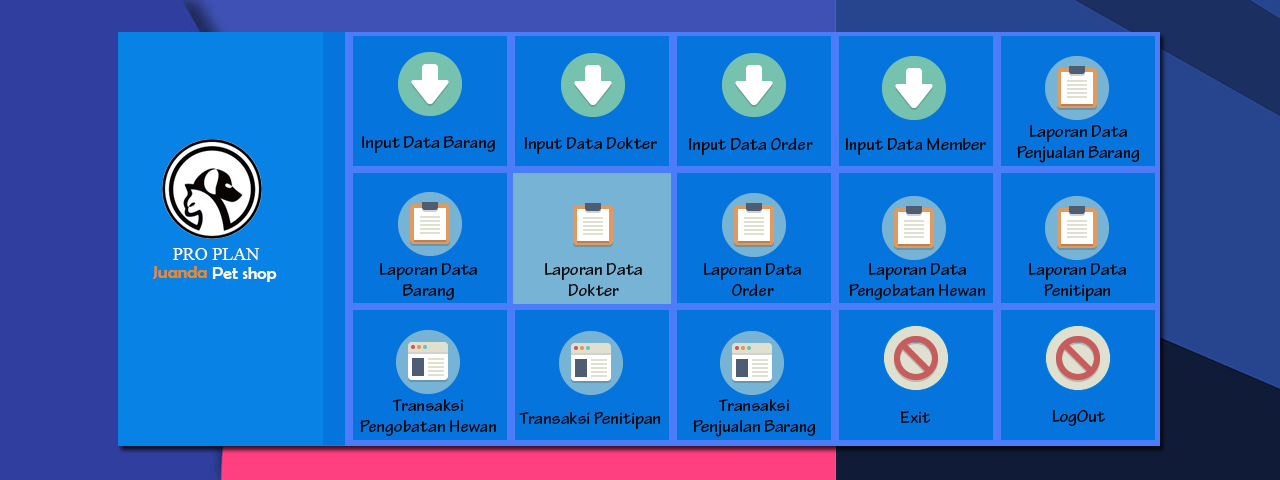 Input Data Barang
Input Data Dokter
Input Data Order
Input Data Member
Laporan Data
Penjualan Barang
PRO PLAN
Juanda Pet shop
Laporan Data
Barang
Laporan Data
Dokter
Laporan Data
Order
Laporan Data
Pengobatan Hewan
Laporan Data
Penitipan
Transaksi
Pengobatan Hewan
Transaksi Penitipan
Transaksi
Penjualan Barang
Exit
LogOut